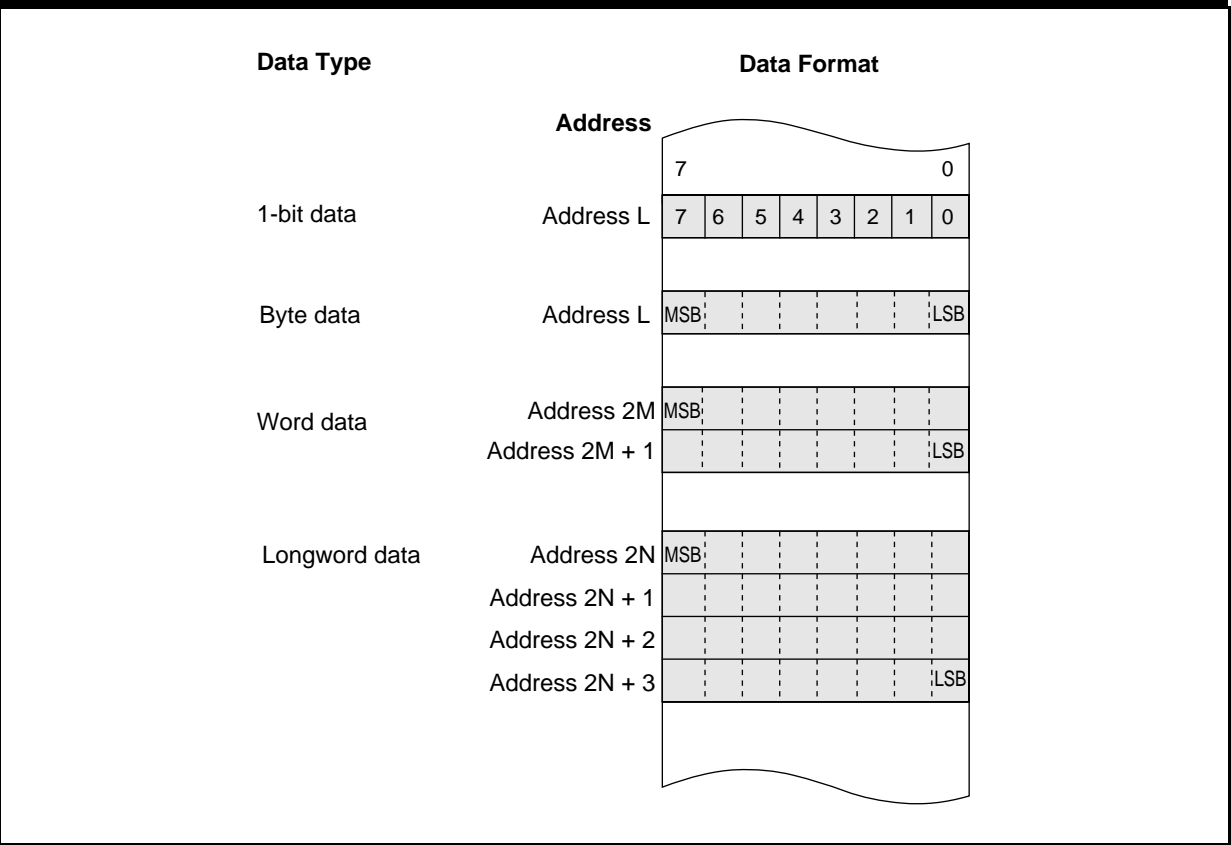 Data Type Data Format
Address
7 0
1-bit data Address L 7 6 5 4 3 2 1 0
Byte data Address L MSB LSB
Word data Address 2M MSB
Address 2M + 1 LSB
Longword data Address 2N MSB
Address 2N + 1
Address 2N + 2
Address 2N + 3 LSB